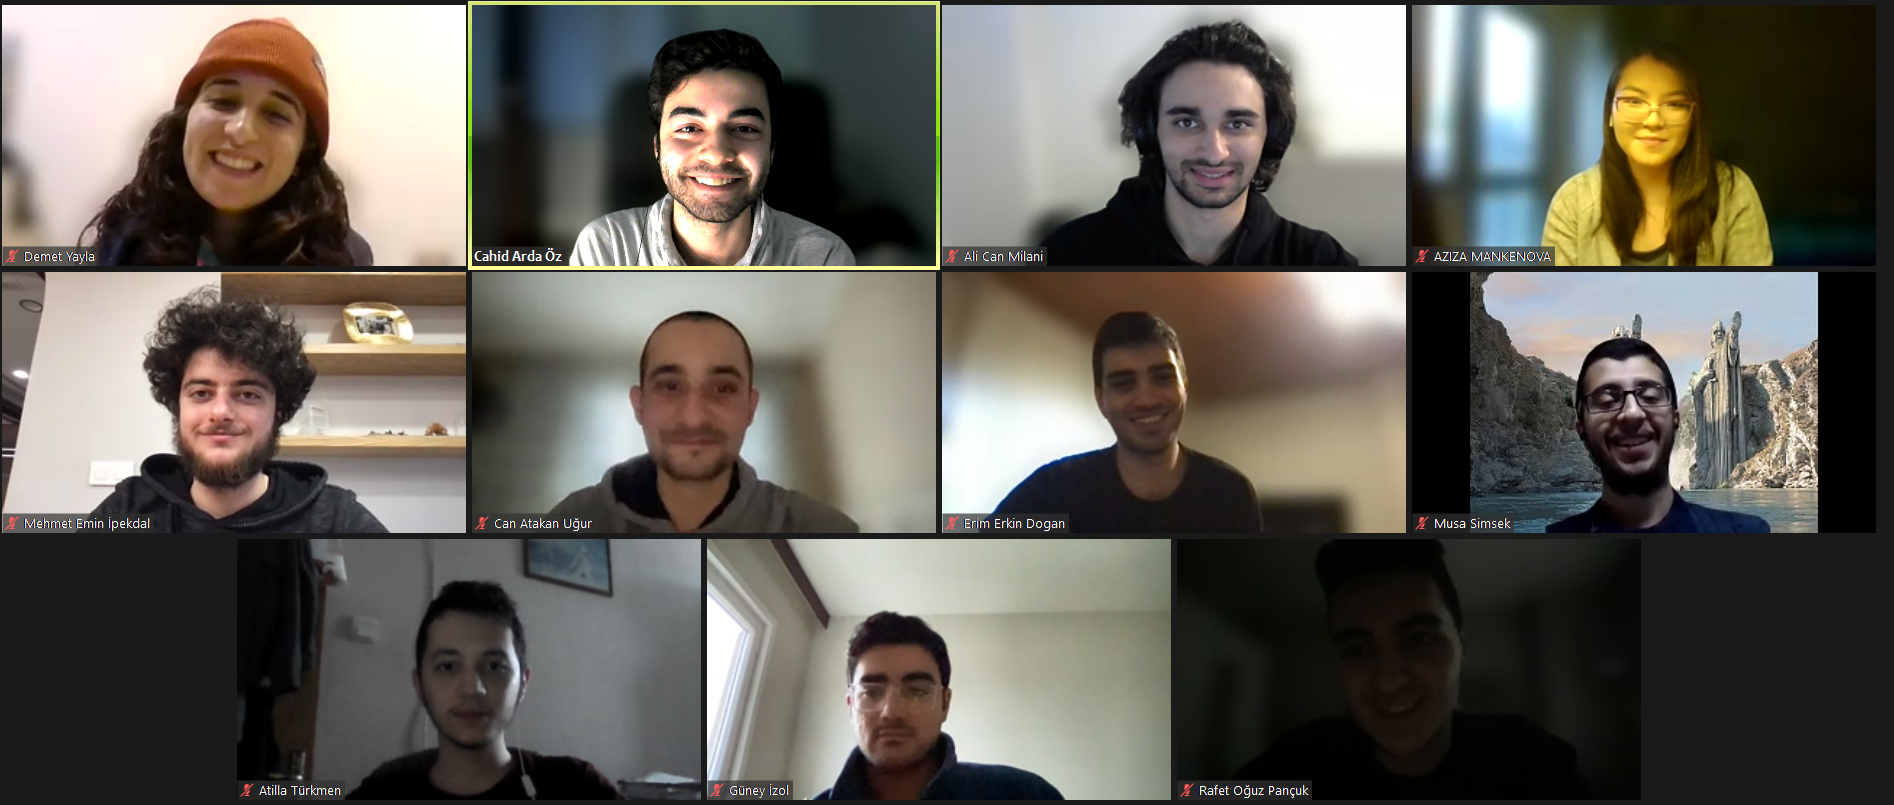 Demet Yayla
Cahid Arda Öz
Ali Can Milani
AZIZA MANKENOVA
Mehmet Emin İpekdal
Can Atakan Uğur
Erim Erkin Dogan
Musa Simsek
Atilla Türkmen
Güney İzol
Rafet Oğuz Pançuk